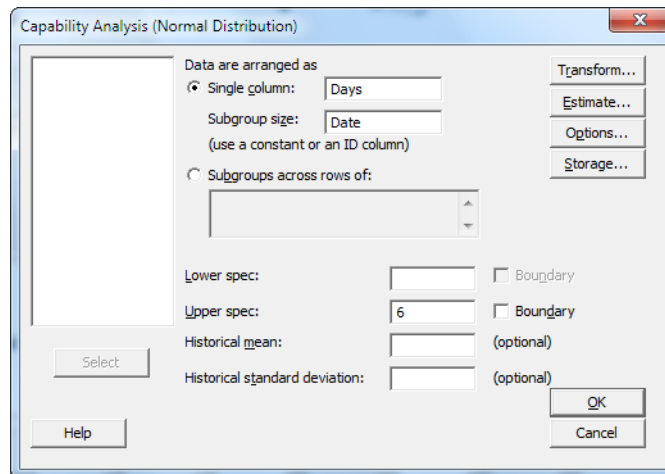 Capability Analysis (Normal Distribution)
Data are arranged as
Single column: Days
Subgroup size: Date
(use a constant or an ID column)
Subgroups across rows of:
Transform...
Estimate...
Options...
Storage...
Lower spec: Boundary
Upper spec: 6 Boundary
Historical mean: (optional)
Historical standard deviation: (optional)
Select
Help
OK
Cancel